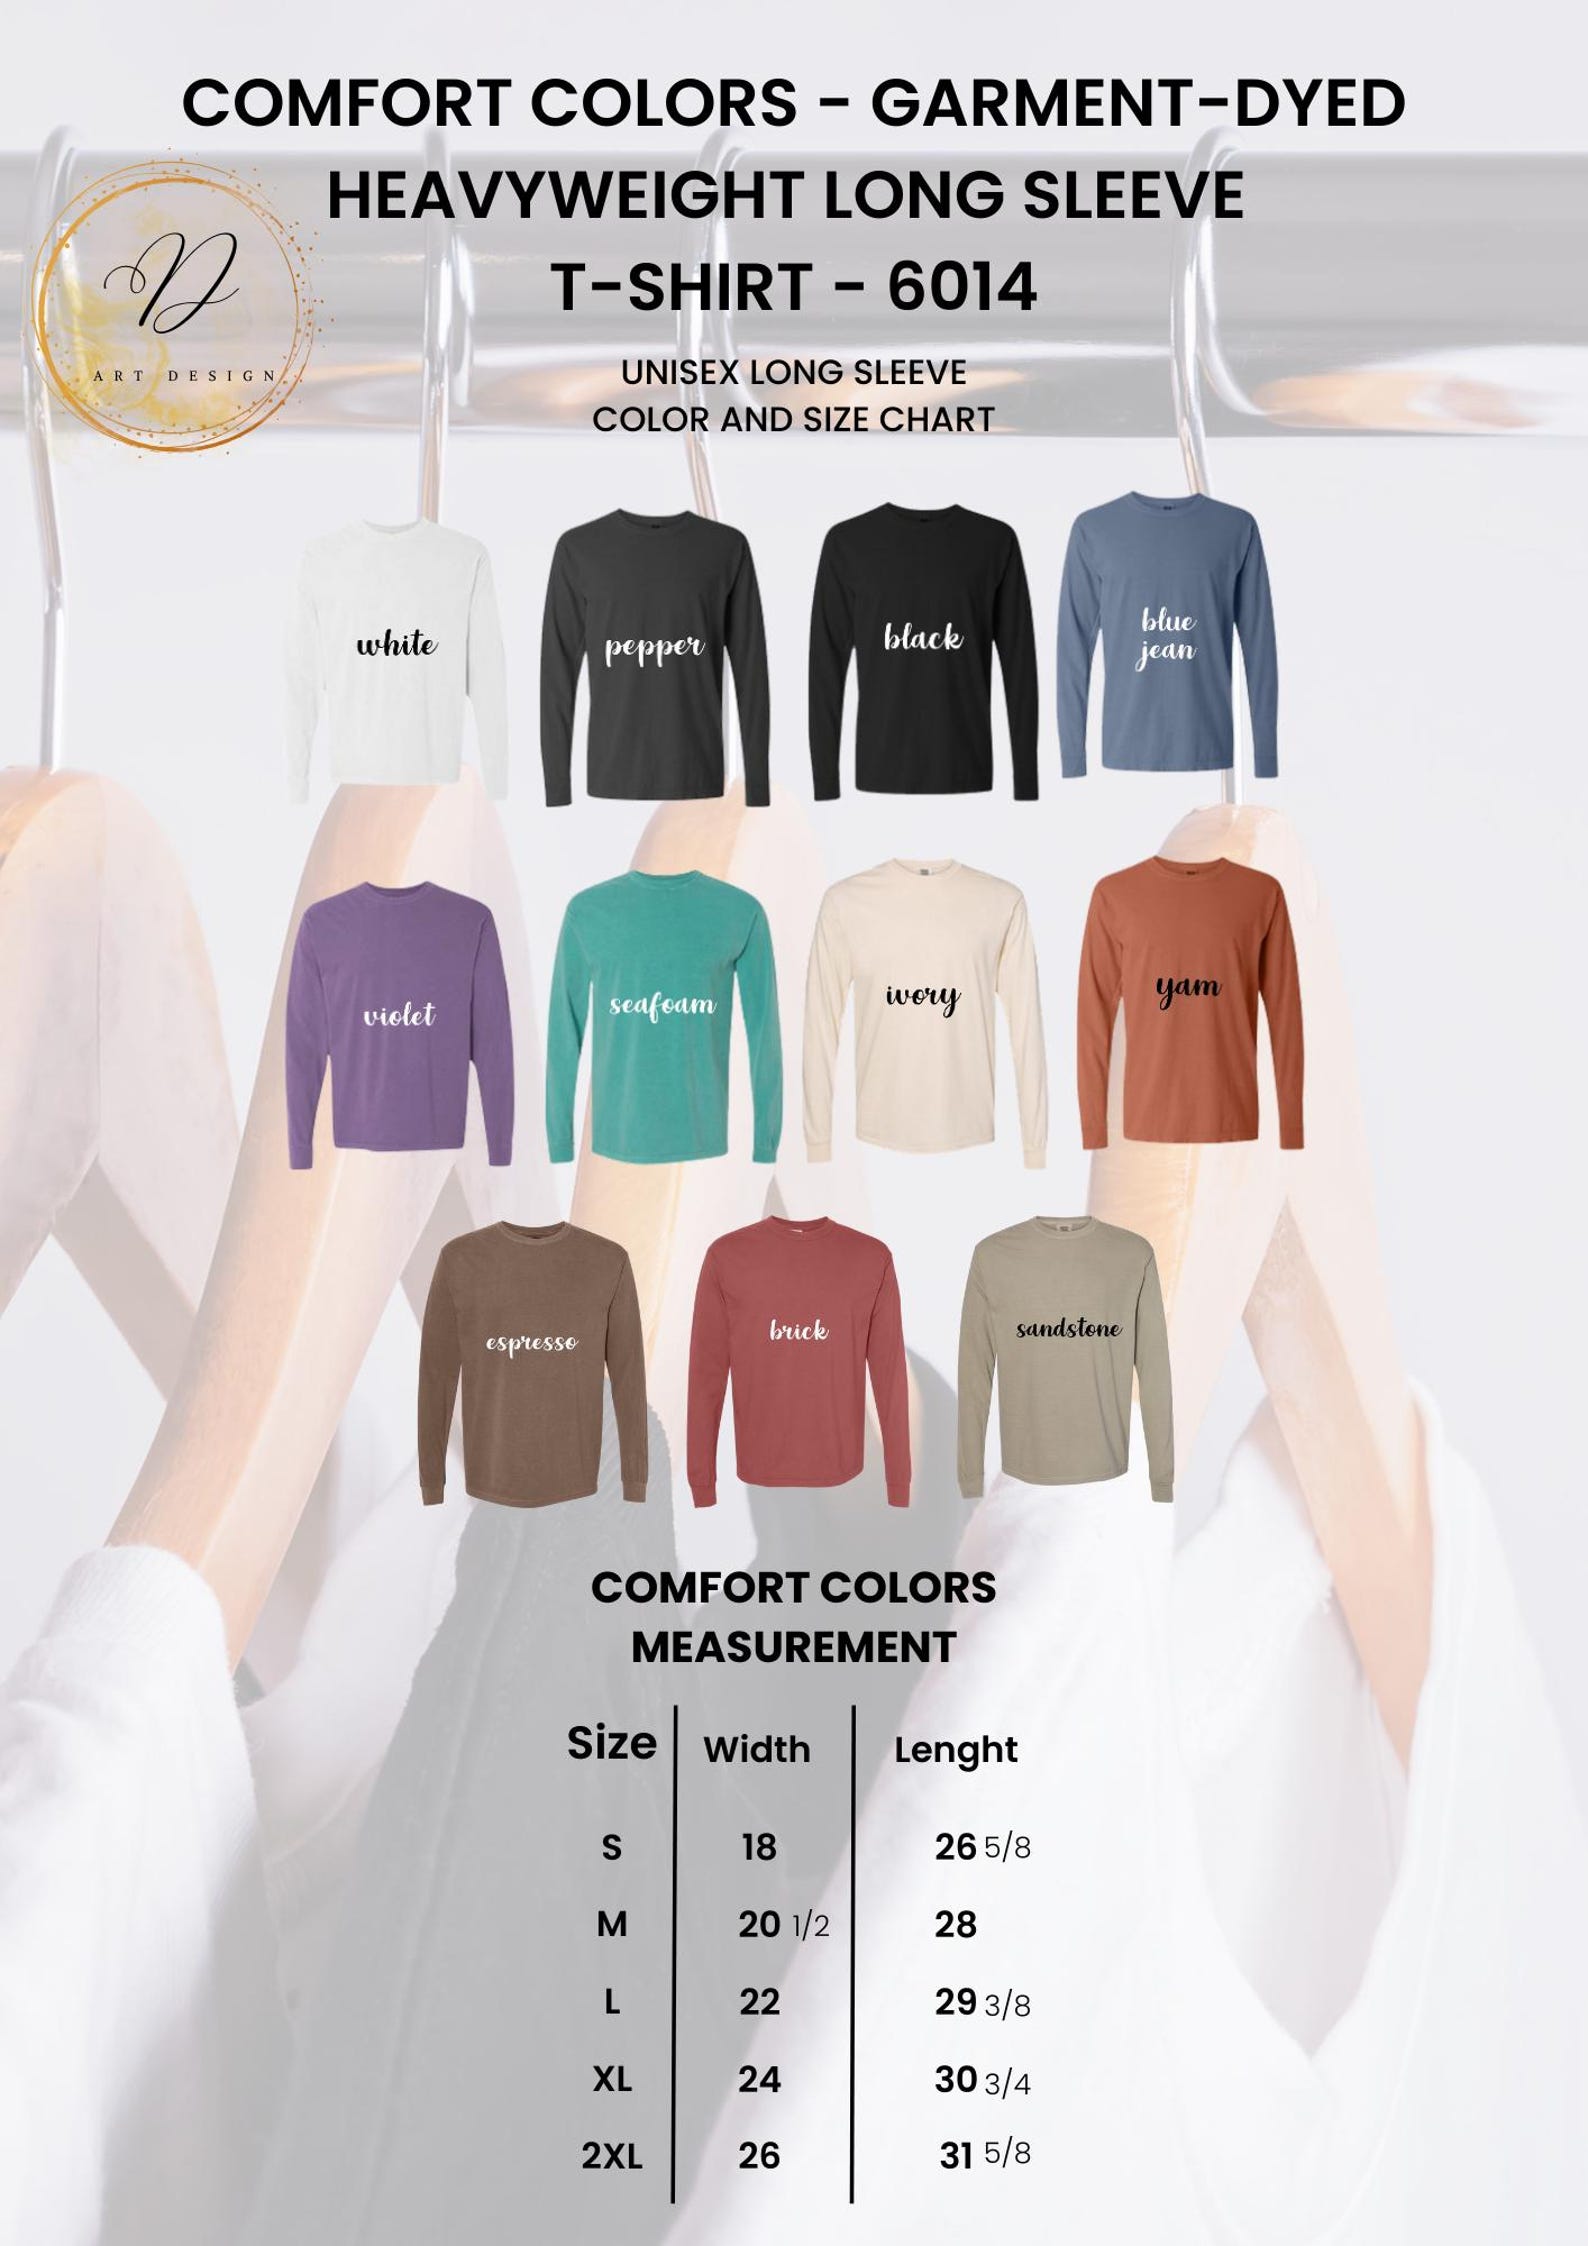 COMFORT COLORS - GARMENT-DYED
HEAVYWEIGHT LONG SLEEVE
T-SHIRT - 6014
D
ART DESIGN
UNISEX LONG SLEEVE
COLOR AND SIZE CHART
white
pepper
black
blue
jean
violet
seafoam
ivory
yam
espresso
brick
sandstone
COMFORT COLORS
MEASUREMENT
Size Width Lenght
S 18 26 5/8
M 20 1/2 28
L 22 29 3/8
XL 24 30 3/4
2XL 26 31 5/8